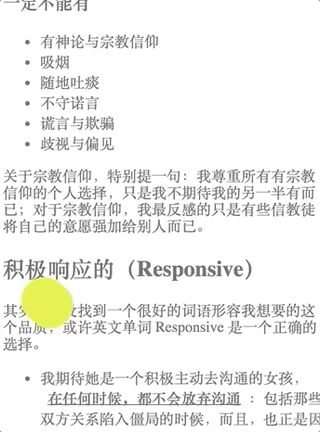 一定不能有
有神论与宗教信仰
吸烟
随地吐痰
不守诺言
谎言与欺骗
歧视与偏见
关于宗教信仰，特别提一句：我尊重所有有宗教
信仰的个人选择，只是我不期待我的另一半有而
已；对于宗教信仰，我最反感的只是有些信教徒
将自己的意愿强加给别人而已。
积极响应的（Responsive）
其 找到一个很好的词语形容我想要的这
个品质，或许英文单词 Responsive 是一个正确的
选择。
我期待她是一个积极主动去沟通的女孩，
在任何时候，都不会放弃沟通 ：包括那些
双方关系陷入僵局的时候，而且，也正是因